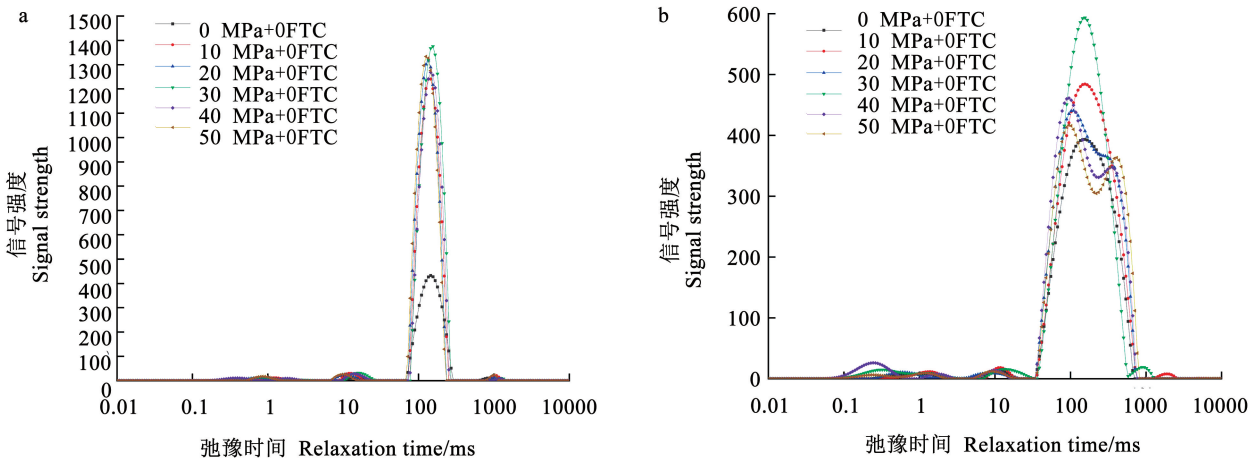 a
1500
1400
1300
1200
1100
1000
900
800
700
600
500
400
300
200
100
0
信号强度
Signal strength
0 MPa+0FTC
10 MPa+0FTC
20 MPa+0FTC
30 MPa+0FTC
40 MPa+0FTC
50 MPa+0FTC
0.01 0.1 1 10 100 1000 10000
弛豫时间 Relaxation time/ms
b
600
500
400
300
200
100
0
信号强度
Signal strength
0 MPa+0FTC
10 MPa+0FTC
20 MPa+0FTC
30 MPa+0FTC
40 MPa+0FTC
50 MPa+0FTC
0.01 0.1 1 10 100 1000 10000
弛豫时间 Relaxation time/ms